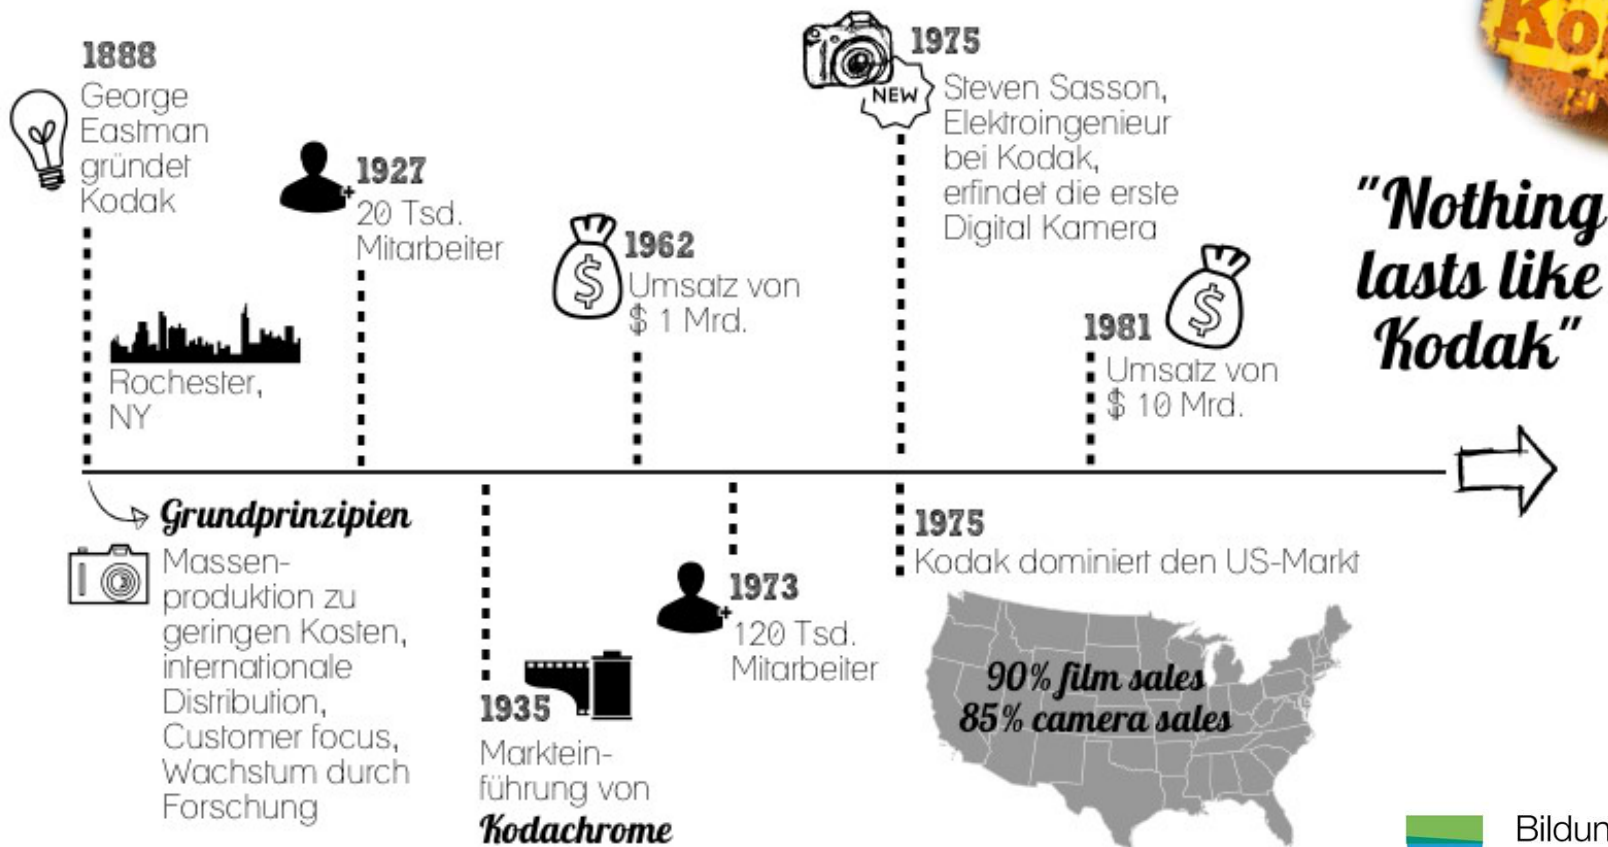 1888
George
Eastman
gründet
Kodak
Rochester,
NY
1927
20 Tsd.
Mitarbeiter
1962
Umsatz von
$ 1 Mrd.
NEW
1975
Steven Sasson,
Elektroingenieur
bei Kodak,
erfindet die erste
Digital Kamera
1981
Umsatz von
$ 10 Mrd.
"Nothing
lasts like
Kodak"
Grundprinzipien
Massen-
produktion zu
geringen Kosten,
internationale
Distribution,
Customer focus,
Wachstum durch
Forschung
1935
Marktein-
führung von
Kodachrome
1973
120 Tsd.
Mitarbeiter
1975
Kodak dominiert den US-Markt
90% film sales
85% camera sales